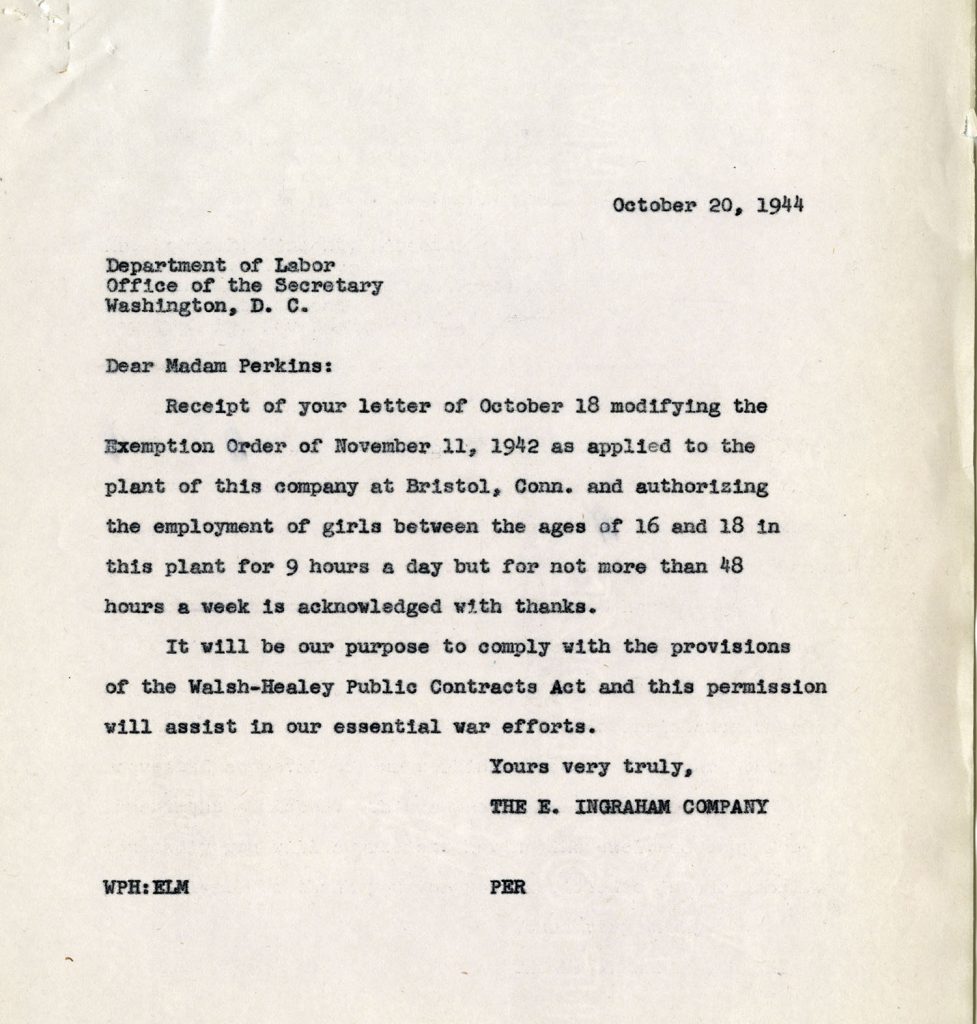 October 20, 1944
Department of Labor
Office of the Secretary
Washington, D. C.
Dear Madam Perkins:
Receipt of your letter of October 18 modifying the
Exemption Order of November 11, 1942 as applied to the
plant of this company at Bristol, Conn. and authorizing
the employment of girls between the ages of 16 and 18 in
this plant for 9 hours a day but for not more than 48
hours a week is acknowledged with thanks.
It will be our purpose to comply with the provisions
of the Walsh-Healey Public Contracts Act and this permission
will assist in our essential war efforts.
Yours very truly,
THE E. INGRAHAM COMPANY
WPH:ELM PER